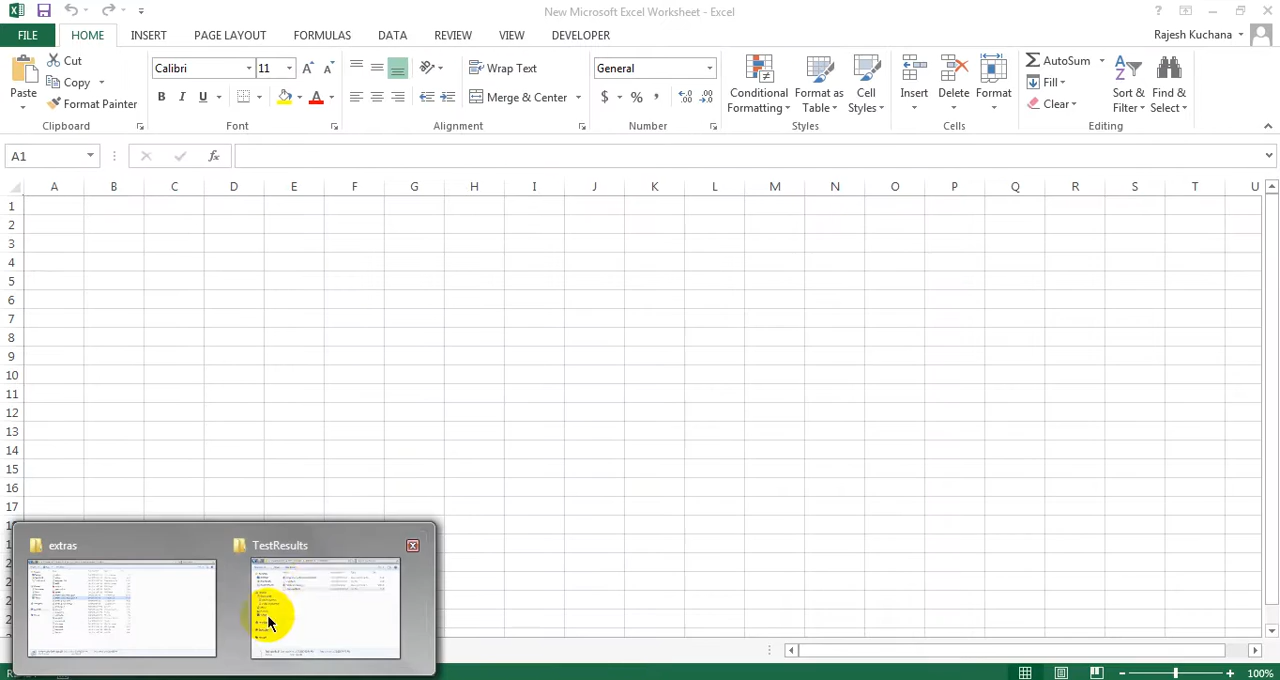 New Microsoft Excel Worksheet - Excel
FILE HOME INSERT PAGE LAYOUT FORMULAS DATA REVIEW VIEW DEVELOPER
Rajesh Kuchana
Paste
Cut
Copy
Format Painter
Clipboard
Calibri 11
B I U
Font
Wrap Text
Merge & Center
Alignment
General
$ % ,
Number
Conditional Formatting
Format as Table
Cell Styles
Styles
Insert
Delete
Format
Cells
AutoSum
Fill
Clear
Sort & Filter
Find & Select
Editing
A1
fx
A B C D E F G H I J K L M N O P Q R S T U
1
2
3
4
5
6
7
8
9
10
11
12
13
14
15
16
17
extras
TestResults
100%